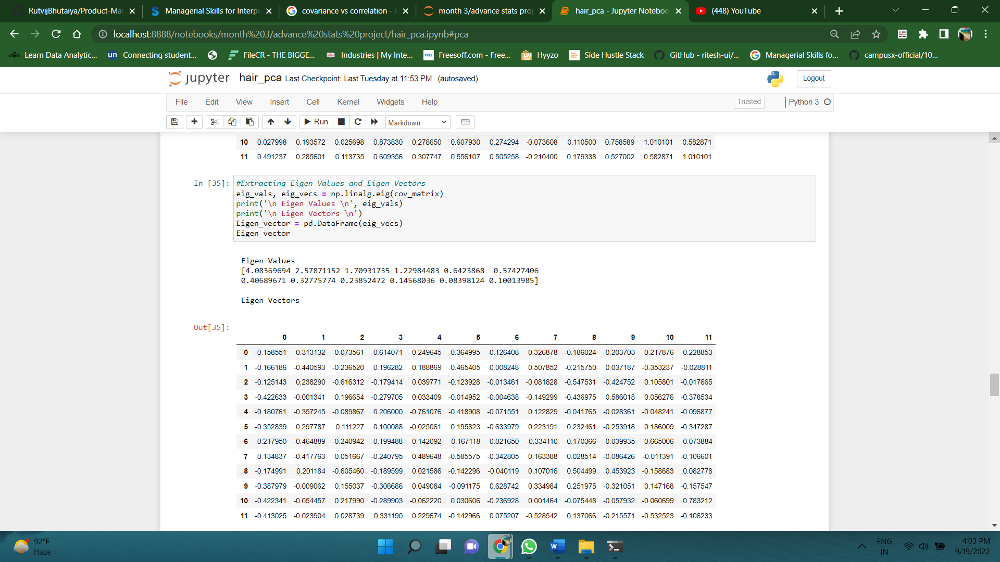 RutvijBhutaiya/Product-Mar
Managerial Skills for Interpe
covariance vs correlation - G
month 3/advance stats proj
hair_pca - Jupyter Notebook
(448) YouTube
localhost:8888/notebooks/month%203/advance%20stats%20project/hair_pca.ipynb#pca
Learn Data Analytic... un Connecting student... FileCR - THE BIGGE... Industries | My Inte... FREE Freesoff.com - Free... Hyyzo Side Hustle Stack GitHub - ritesh-ui/... Managerial Skills fo... campusx-official/10...
jupyter hair_pca Last Checkpoint: Last Tuesday at 11:53 PM (autosaved) Logout
File Edit View Insert Cell Kernel Widgets Help Trusted Python 3
Run Markdown
10 0.027998 0.193572 0.025698 0.873830 0.278650 0.607930 0.274294 -0.073608 0.110500 0.758589 1.010101 0.582871
11 0.491237 0.285601 0.113735 0.609356 0.307747 0.556107 0.505258 -0.210400 0.179338 0.527002 0.582871 1.010101
In [35]: #Extracting Eigen Values and Eigen Vectors
eig_vals, eig_vecs = np.linalg.eig(cov_matrix)
print('\n Eigen Values \n', eig_vals)
print('\n Eigen Vectors \n')
Eigen_vector = pd.DataFrame(eig_vecs)
Eigen_vector
Eigen Values
[4.08369694 2.57871152 1.70931735 1.22984483 0.6423868 0.57427406
0.40689671 0.32775774 0.23852472 0.14568036 0.08398124 0.10013985]
Eigen Vectors
Out[35]:
0 1 2 3 4 5 6 7 8 9 10 11
0 -0.158551 0.313132 0.073561 0.614071 0.249645 -0.364995 0.126408 0.326878 -0.186024 0.203703 0.217876 0.228853
1 -0.166186 -0.440593 -0.236520 0.196282 0.188869 0.465405 0.008248 0.507852 -0.215750 0.037187 -0.353237 -0.028811
2 -0.125143 0.238290 -0.616312 -0.179414 0.039771 -0.123928 -0.013461 -0.081828 -0.547531 -0.424752 0.105801 -0.017665
3 -0.422633 -0.001341 0.196654 -0.279705 0.033409 -0.014952 -0.004638 -0.149299 -0.436975 0.586018 0.056276 -0.378534
4 -0.180761 -0.357245 -0.089867 0.206000 -0.761076 -0.418908 -0.071551 0.122829 -0.041765 -0.028361 -0.048241 -0.096877
5 -0.352839 0.297787 0.111227 0.100088 -0.025061 0.195823 -0.633979 0.223191 0.232461 -0.253918 0.186009 -0.347287
6 -0.217950 -0.464889 -0.240942 0.199488 0.142092 0.167118 0.021650 -0.334110 0.170366 0.039935 0.665006 0.073884
7 0.134837 -0.417763 0.051667 -0.240795 0.489648 -0.585575 -0.342805 0.163388 0.028514 -0.086426 -0.011391 -0.106601
8 -0.174991 0.201184 -0.605460 -0.189599 0.021586 -0.142296 -0.040119 0.107016 0.504499 0.453923 -0.158683 0.082778
9 -0.387979 -0.009062 0.155037 -0.306686 0.049084 -0.091175 0.628742 0.334984 0.251975 -0.321051 0.147168 -0.157547
10 -0.422341 -0.054457 0.217990 -0.289903 -0.062220 0.030606 -0.236928 0.001464 -0.075448 -0.057932 -0.060699 0.783212
11 -0.413025 -0.023904 0.028739 0.331190 0.229674 -0.142966 0.075207 -0.528542 0.137066 -0.215571 -0.532523 -0.106233
92°F
Haze
ENG
IN
4:03 PM
9/19/2022